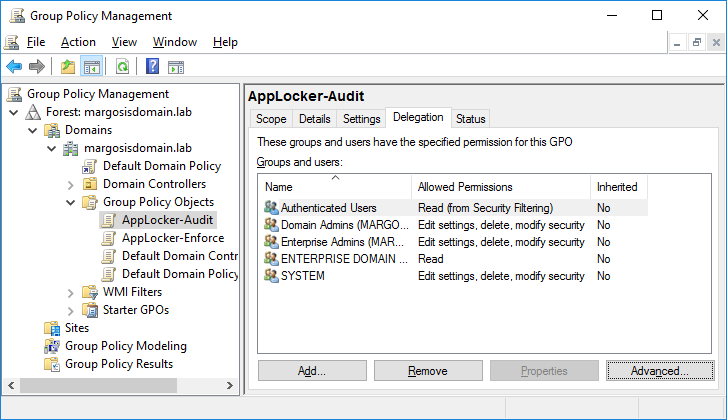 Group Policy Management
File Action View Window Help
Group Policy Management
Forest: margosisdomain.lab
Domains
margosisdomain.lab
Default Domain Policy
Domain Controllers
Group Policy Objects
AppLocker-Audit
AppLocker-Enforce
Default Domain Contr
Default Domain Policy
WMI Filters
Starter GPOs
Sites
Group Policy Modeling
Group Policy Results
AppLocker-Audit
Scope Details Settings Delegation Status
These groups and users have the specified permission for this GPO
Groups and users:
Name Allowed Permissions Inherited
Authenticated Users Read (from Security Filtering) No
Domain Admins (MARGO... Edit settings, delete, modify security No
Enterprise Admins (MAR... Edit settings, delete, modify security No
ENTERPRISE DOMAIN ... Read No
SYSTEM Edit settings, delete, modify security No
Add... Remove Properties Advanced...